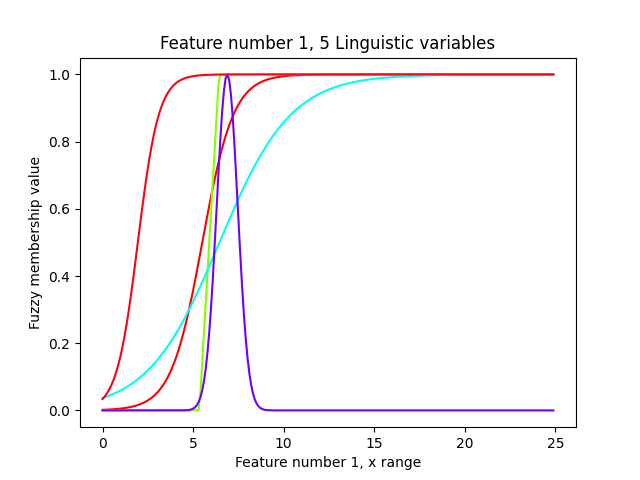 Feature number 1, 5 Linguistic variables
1.0
0.8
0.6
0.4
0.2
0.0
Fuzzy membership value
0 5 10 15 20 25
Feature number 1, x range